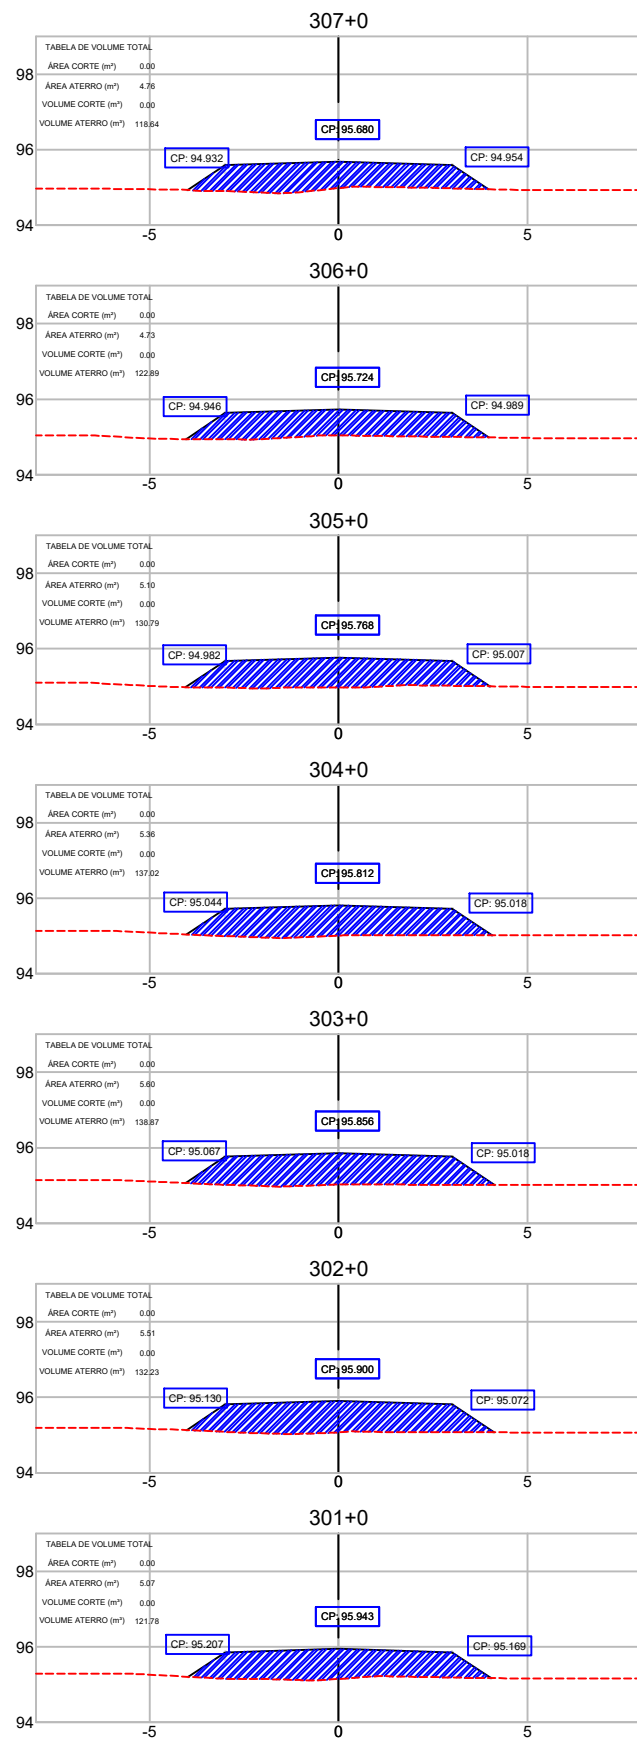 307+0
TABELA DE VOLUME TOTAL
ÁREA CORTE (m²) 0.00
ÁREA ATERRO (m²) 4.76
VOLUME CORTE (m³) 0.00
VOLUME ATERRO (m³) 118.64
98
96
94
CP: 94.932
CP: 95.680
CP: 94.954
-5 0 5
306+0
TABELA DE VOLUME TOTAL
ÁREA CORTE (m²) 0.00
ÁREA ATERRO (m²) 4.73
VOLUME CORTE (m³) 0.00
VOLUME ATERRO (m³) 122.89
98
96
94
CP: 94.946
CP: 95.724
CP: 94.989
-5 0 5
305+0
TABELA DE VOLUME TOTAL
ÁREA CORTE (m²) 0.00
ÁREA ATERRO (m²) 5.10
VOLUME CORTE (m³) 0.00
VOLUME ATERRO (m³) 130.79
98
96
94
CP: 94.982
CP: 95.768
CP: 95.007
-5 0 5
304+0
TABELA DE VOLUME TOTAL
ÁREA CORTE (m²) 0.00
ÁREA ATERRO (m²) 5.36
VOLUME CORTE (m³) 0.00
VOLUME ATERRO (m³) 137.02
98
96
94
CP: 95.044
CP: 95.812
CP: 95.018
-5 0 5
303+0
TABELA DE VOLUME TOTAL
ÁREA CORTE (m²) 0.00
ÁREA ATERRO (m²) 5.60
VOLUME CORTE (m³) 0.00
VOLUME ATERRO (m³) 138.87
98
96
94
CP: 95.067
CP: 95.856
CP: 95.018
-5 0 5
302+0
TABELA DE VOLUME TOTAL
ÁREA CORTE (m²) 0.00
ÁREA ATERRO (m²) 5.51
VOLUME CORTE (m³) 0.00
VOLUME ATERRO (m³) 132.23
98
96
94
CP: 95.130
CP: 95.900
CP: 95.072
-5 0 5
301+0
TABELA DE VOLUME TOTAL
ÁREA CORTE (m²) 0.00
ÁREA ATERRO (m²) 5.07
VOLUME CORTE (m³) 0.00
VOLUME ATERRO (m³) 121.78
98
96
94
CP: 95.207
CP: 95.943
CP: 95.169
-5 0 5